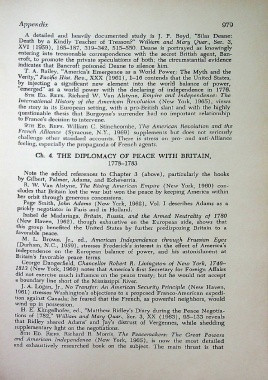 Appendix 979
A detailed and heavily documented study is J. P. Boyd, "Silas Deane:
Death by a Kindly Teacher of Treason?" William and Mary Quar., Ser. 3,
XVI (1959), 165–187, 319–342, 515–550. Deane is portrayed as knowingly
entering into treasonable correspondence with the secret British agent, Ban-
croft, to promote the private speculations of both; the circumstantial evidence
indicates that Bancroft poisoned Deane to silence him.
T. A. Bailey, "America's Emergence as a World Power: The Myth and the
Verity," Pacific Hist. Rev., XXX (1961), 1–16 contends that the United States,
by injecting a significant new element into the world balance of power,
"emerged" as a world power with the declaring of independence in 1776.
R. W. Van Alstyne, Empire and Independence: The
International History of the American Revolution (New York, 1965), views
the story in its European setting, with a pro-British slant and with the highly
questionable thesis that Burgoyne's surrender had no important relationship
to France's decision to intervene.
William C. Stinchcombe, The American Revolution and the
French Alliance (Syracuse, N.Y., 1969) supplements but does not seriously
challenge other standard accounts. There is stress on pro- and anti-Alliance
feeling, especially the propaganda of French agents.
Ch. 4. THE DIPLOMACY OF PEACE WITH BRITAIN,
1778–1783
Note the added references to Chapter 3 (above), particularly the books
by Gilbert, Palmer, Adams, and Echeverria.
R. W. Van Alstyne, The Rising American Empire (New York, 1960) con-
cludes that Britain lost the war but won the peace by keeping America within
her orbit through generous concessions.
Page Smith, John Adams (New York, 1962), Vol. I describes Adams as a
prickly negotiator in Paris and in Holland.
Isabel de Madariaga, Britain, Russia, and the Armed Neutrality of 1780
(New Haven, 1962), though exhaustive on the European side, shows that
this group benefited the United States by further predisposing Britain to a
favorable peace.
M. L. Brown, Jr., ed., American Independence through Prussian Eyes
(Durham, N.C., 1959), stresses Frederick's interest in the effect of America's
independence on the European balance of power, and his astonishment at
Britain's favorable peace terms.
George Dangerfield, Chancellor Robert R. Livingston of New York, 1746–
1813 (New York, 1960) notes that America's first Secretary for Foreign Affairs
did not exercise much influence on the peace treaty, but he would not accept
a boundary line short of the Mississippi River.
J. A. Logan, Jr., No Transfer: An American Security Principle (New Haven,
1961) stresses Washington's objections to a proposed Franco-American expedi-
tion against Canada; he feared that the French, as powerful neighbors, would
wind up in possession.
H. E. Klingelhofer, ed., "Matthew Ridley's Diary during the Peace Negotia-
tions of 1782," William and Mary Quar., Ser. 3, XX (1963), 95–133 reveals
that Ridley shared Adams' and Jay's distrust of Vergennes, while shedding
supplementary light on the negotiations.
Richard B. Morris, The Peacemakers: The Great Powers
and American Independence (New York, 1965), is now the most detailed
and exhaustively researched book on the subject. The main thrust is that